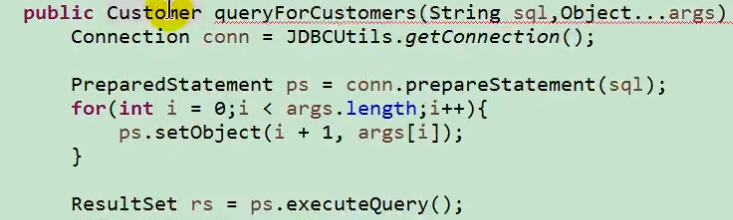 public Customer queryForCustomers(String sql,Object...args)
Connection conn = JDBCUtils.getConnection();
PreparedStatement ps = conn.prepareStatement(sql);
for(int i = 0;i < args.length;i++){
ps.setObject(i + 1, args[i]);
}
ResultSet rs = ps.executeQuery();